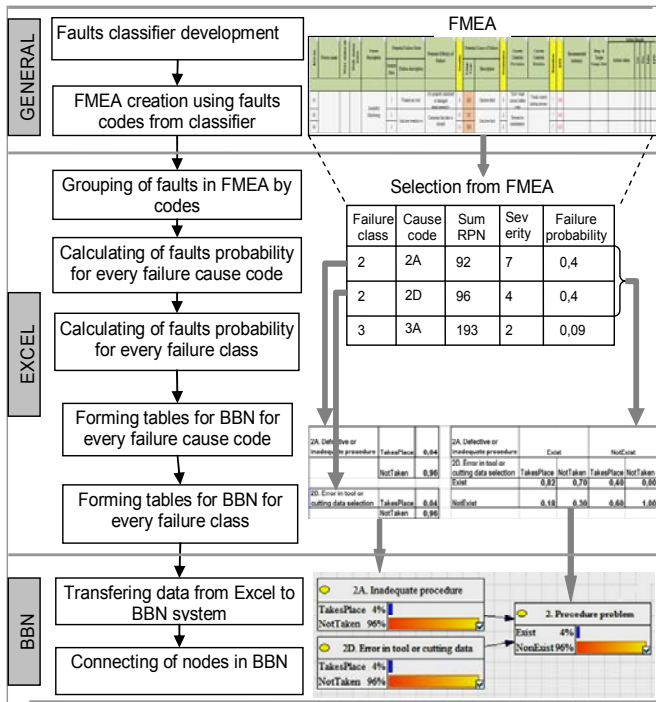 GENERAL
Faults classifier development
FMEA creation using faults
codes from classifier
FMEA
EXCEL
Grouping of faults in FMEA by
codes
Calculating of faults probability
for every failure cause code
Calculating of faults probability
for every failure class
Forming tables for BBN for
every failure cause code
Forming tables for BBN for
every failure class
Selection from FMEA
Failure class Cause code Sum RPN Sev erity Failure probability
2 2A 92 7 0,4
2 2D 96 4 0,4
3 3A 193 2 0,09
2A. Defective or
inadequate procedure TakesPlace 0,04
NotTaken 0,96
2D. Error in tool or
cutting data selection TakesPlace 0,04
NotTaken 0,96
2A. Defective or
inadequate procedure Exist NotExist
2D. Error in tool or
cutting data selection TakesPlace NotTaken TakesPlace NotTaken
Exist 0,82 0,70 0,40 0,00
NotExist 0,18 0,30 0,60 1,00
BBN
Transfering data from Excel to
BBN system
Connecting of nodes in BBN
2A. Inadequate procedure
TakesPlace 4%
NotTaken 96%
2D. Error in tool or cutting data
TakesPlace 4%
NotTaken 96%
2. Procedure problem
Exist 4%
NonExist 96%